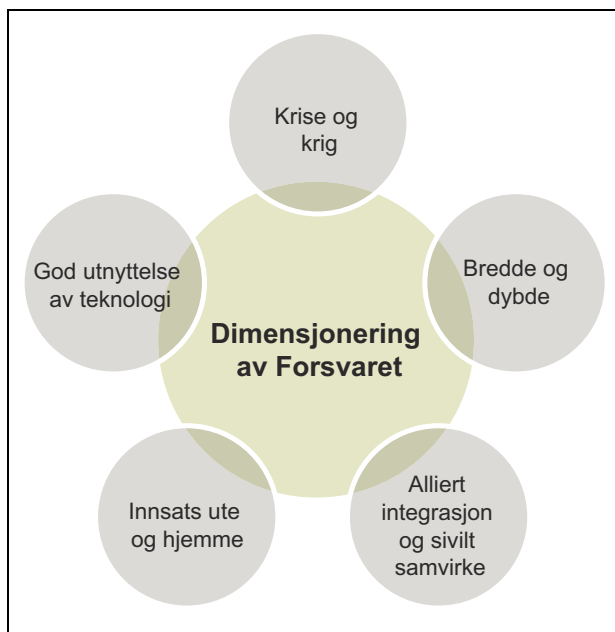 Krise og
krig
God utnyttelse
av teknologi
Bredde og
dybde
Dimensjonering
av Forsvaret
Innsats ute
og hjemme
Alliert
integrasjon
og sivilt
samvirke